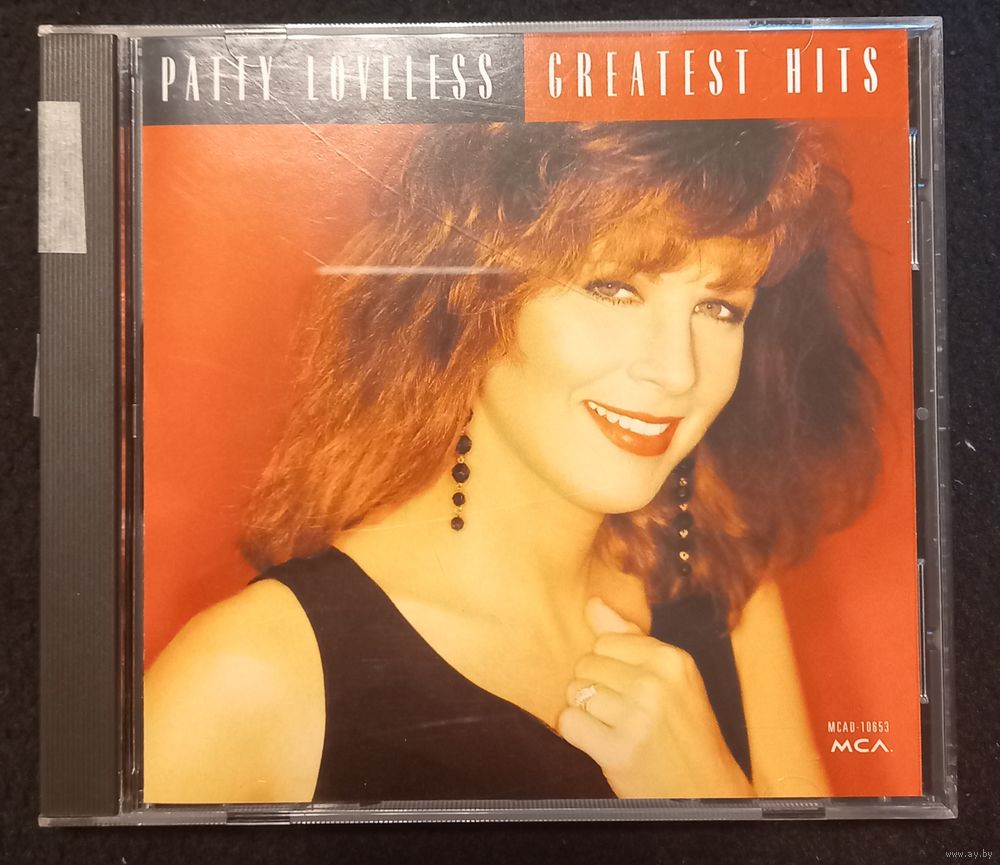 PATTY LOVELESS GREATEST HITS
MCAD-10653
MCA.
www.ay.by